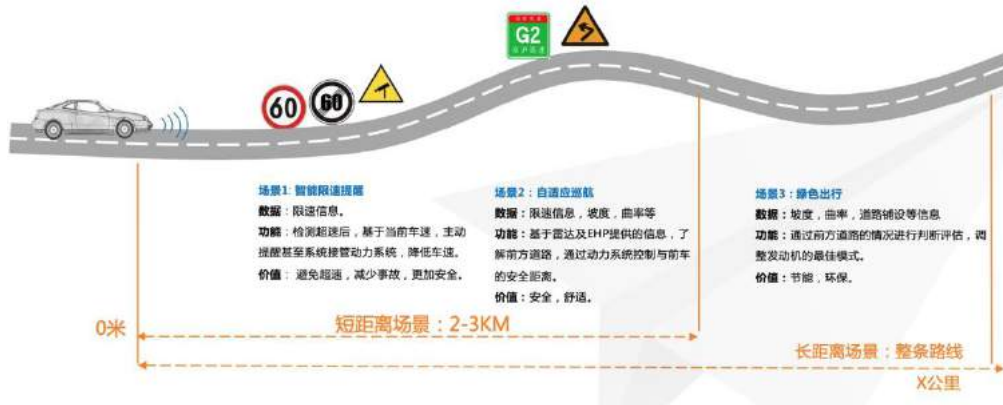 G2
60
60
场景1: 智能限速提醒
数据：限速信息。
功能：检测超速后，基于当前车速，主动
提醒甚至系统接管动力系统，降低车速。
价值： 避免超速，减少事故，更加安全。
场景2：自适应巡航
数据：限速信息，坡度，曲率等
功能：基于雷达及EHP提供的信息，了
解前方道路，通过动力系统控制与前车
的安全距离。
价值：安全，舒适。
场景3：绿色出行
数据：坡度，曲率，道路铺设等信息
功能：通过前方道路的情况进行判断评估，调
整发动机的最佳模式。
价值：节能，环保。
0米
短距离场景：2-3KM
长距离场景：整条路线
X公里